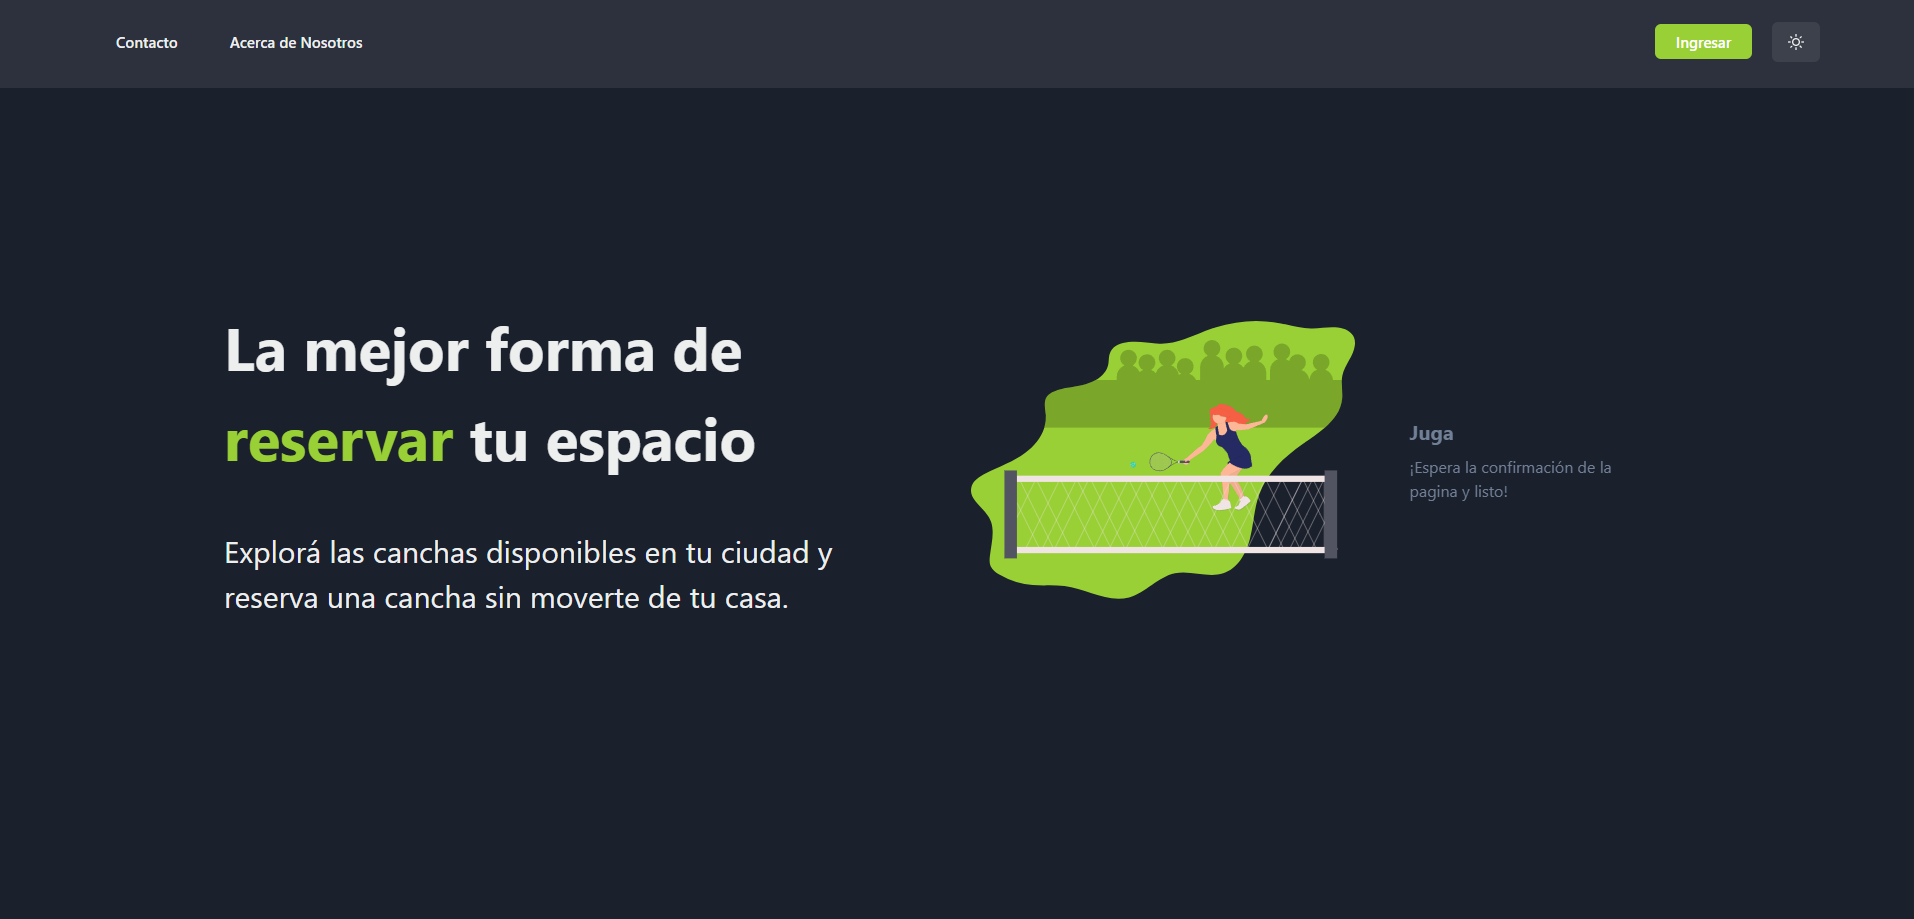 Contacto
Acerca de Nosotros
Ingresar
La mejor forma de
reservar tu espacio
Explorá las canchas disponibles en tu ciudad y
reserva una cancha sin moverte de tu casa.
Juga
¡Espera la confirmación de la
pagina y listo!